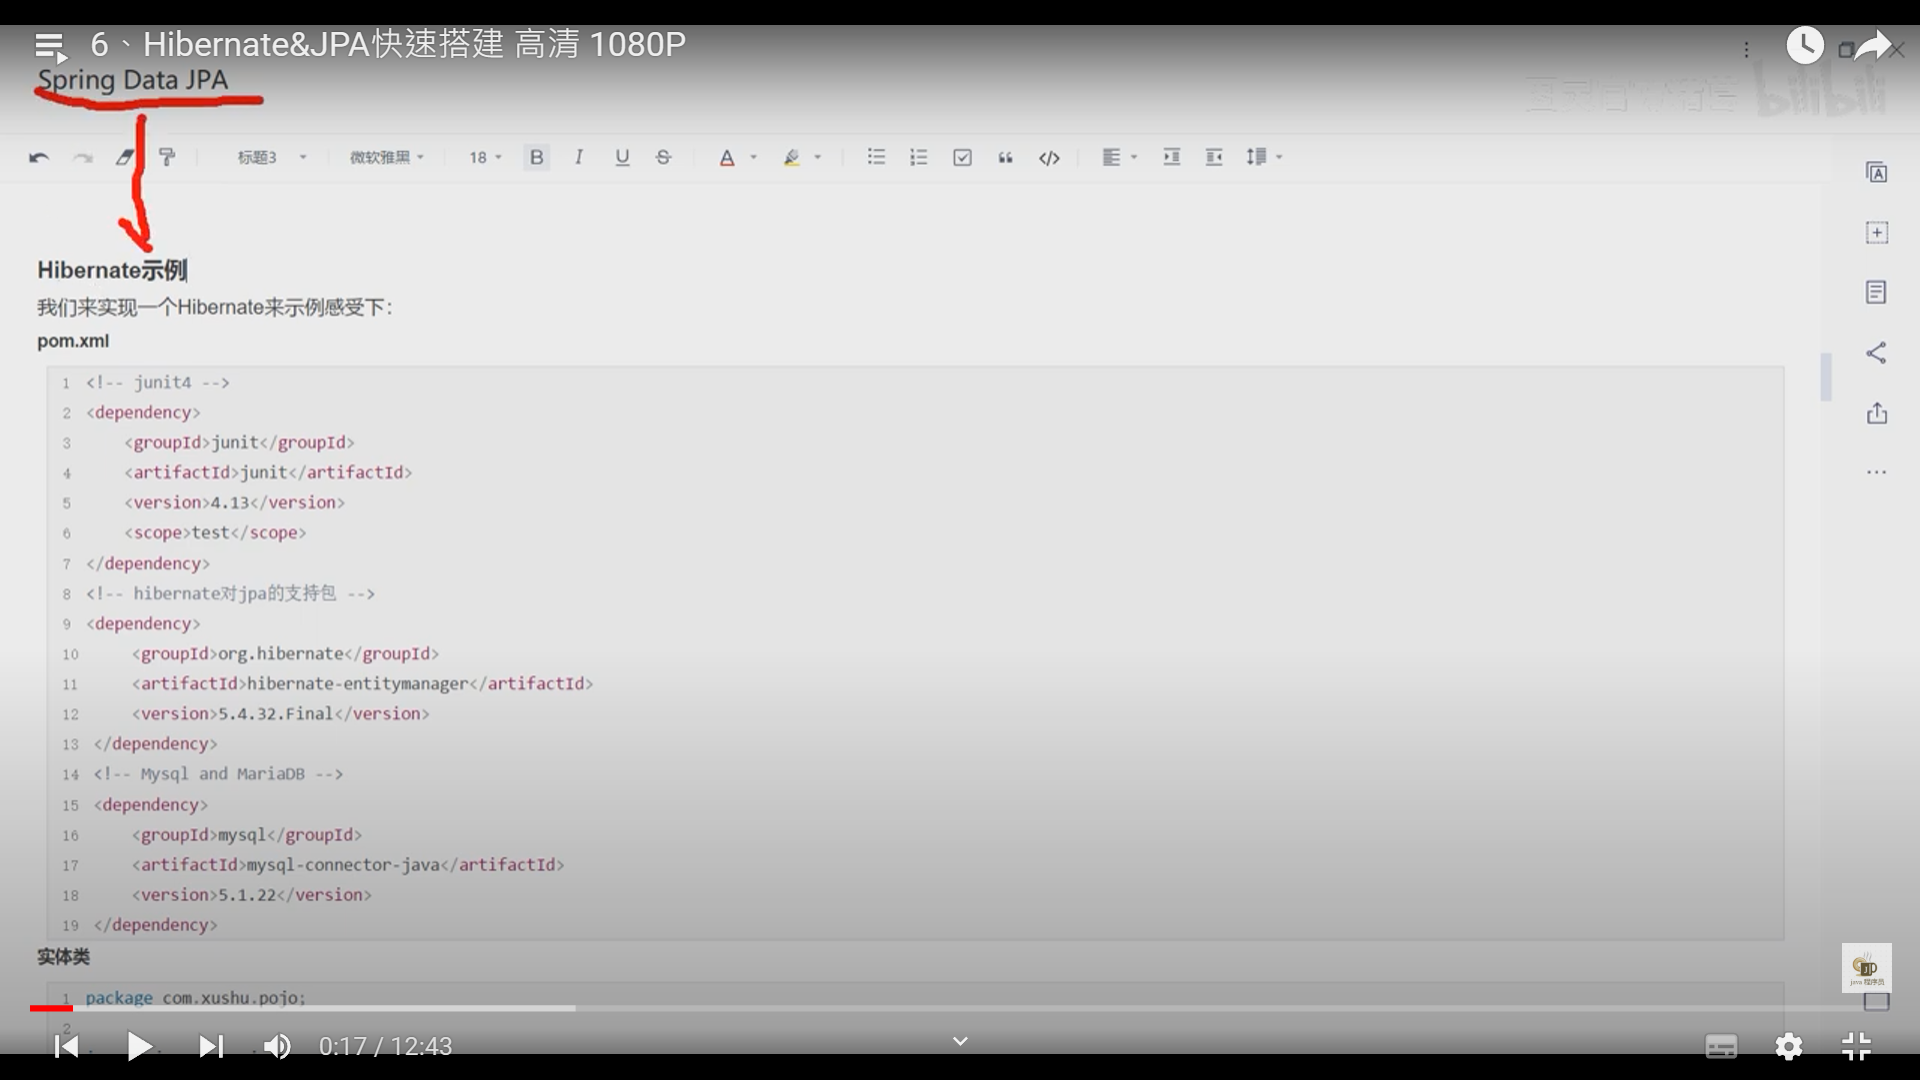 6、Hibernate&JPA快速搭建 高清 1080P
Spring Data JPA
bilibili
标题3 微软雅黑 18 B I U S A
Hibernate示例
我们来实现一个Hibernate来示例感受下：
pom.xml
1 <!-- junit4 -->
2 <dependency>
3 <groupId>junit</groupId>
4 <artifactId>junit</artifactId>
5 <version>4.13</version>
6 <scope>test</scope>
7 </dependency>
8 <!-- hibernate对jpa的支持包 -->
9 <dependency>
10 <groupId>org.hibernate</groupId>
11 <artifactId>hibernate-entitymanager</artifactId>
12 <version>5.4.32.Final</version>
13 </dependency>
14 <!-- Mysql and MariaDB -->
15 <dependency>
16 <groupId>mysql</groupId>
17 <artifactId>mysql-connector-java</artifactId>
18 <version>5.1.22</version>
19 </dependency>
实体类
1 package com.xushu.pojo;
2
java 程序员
0:17 / 12:43